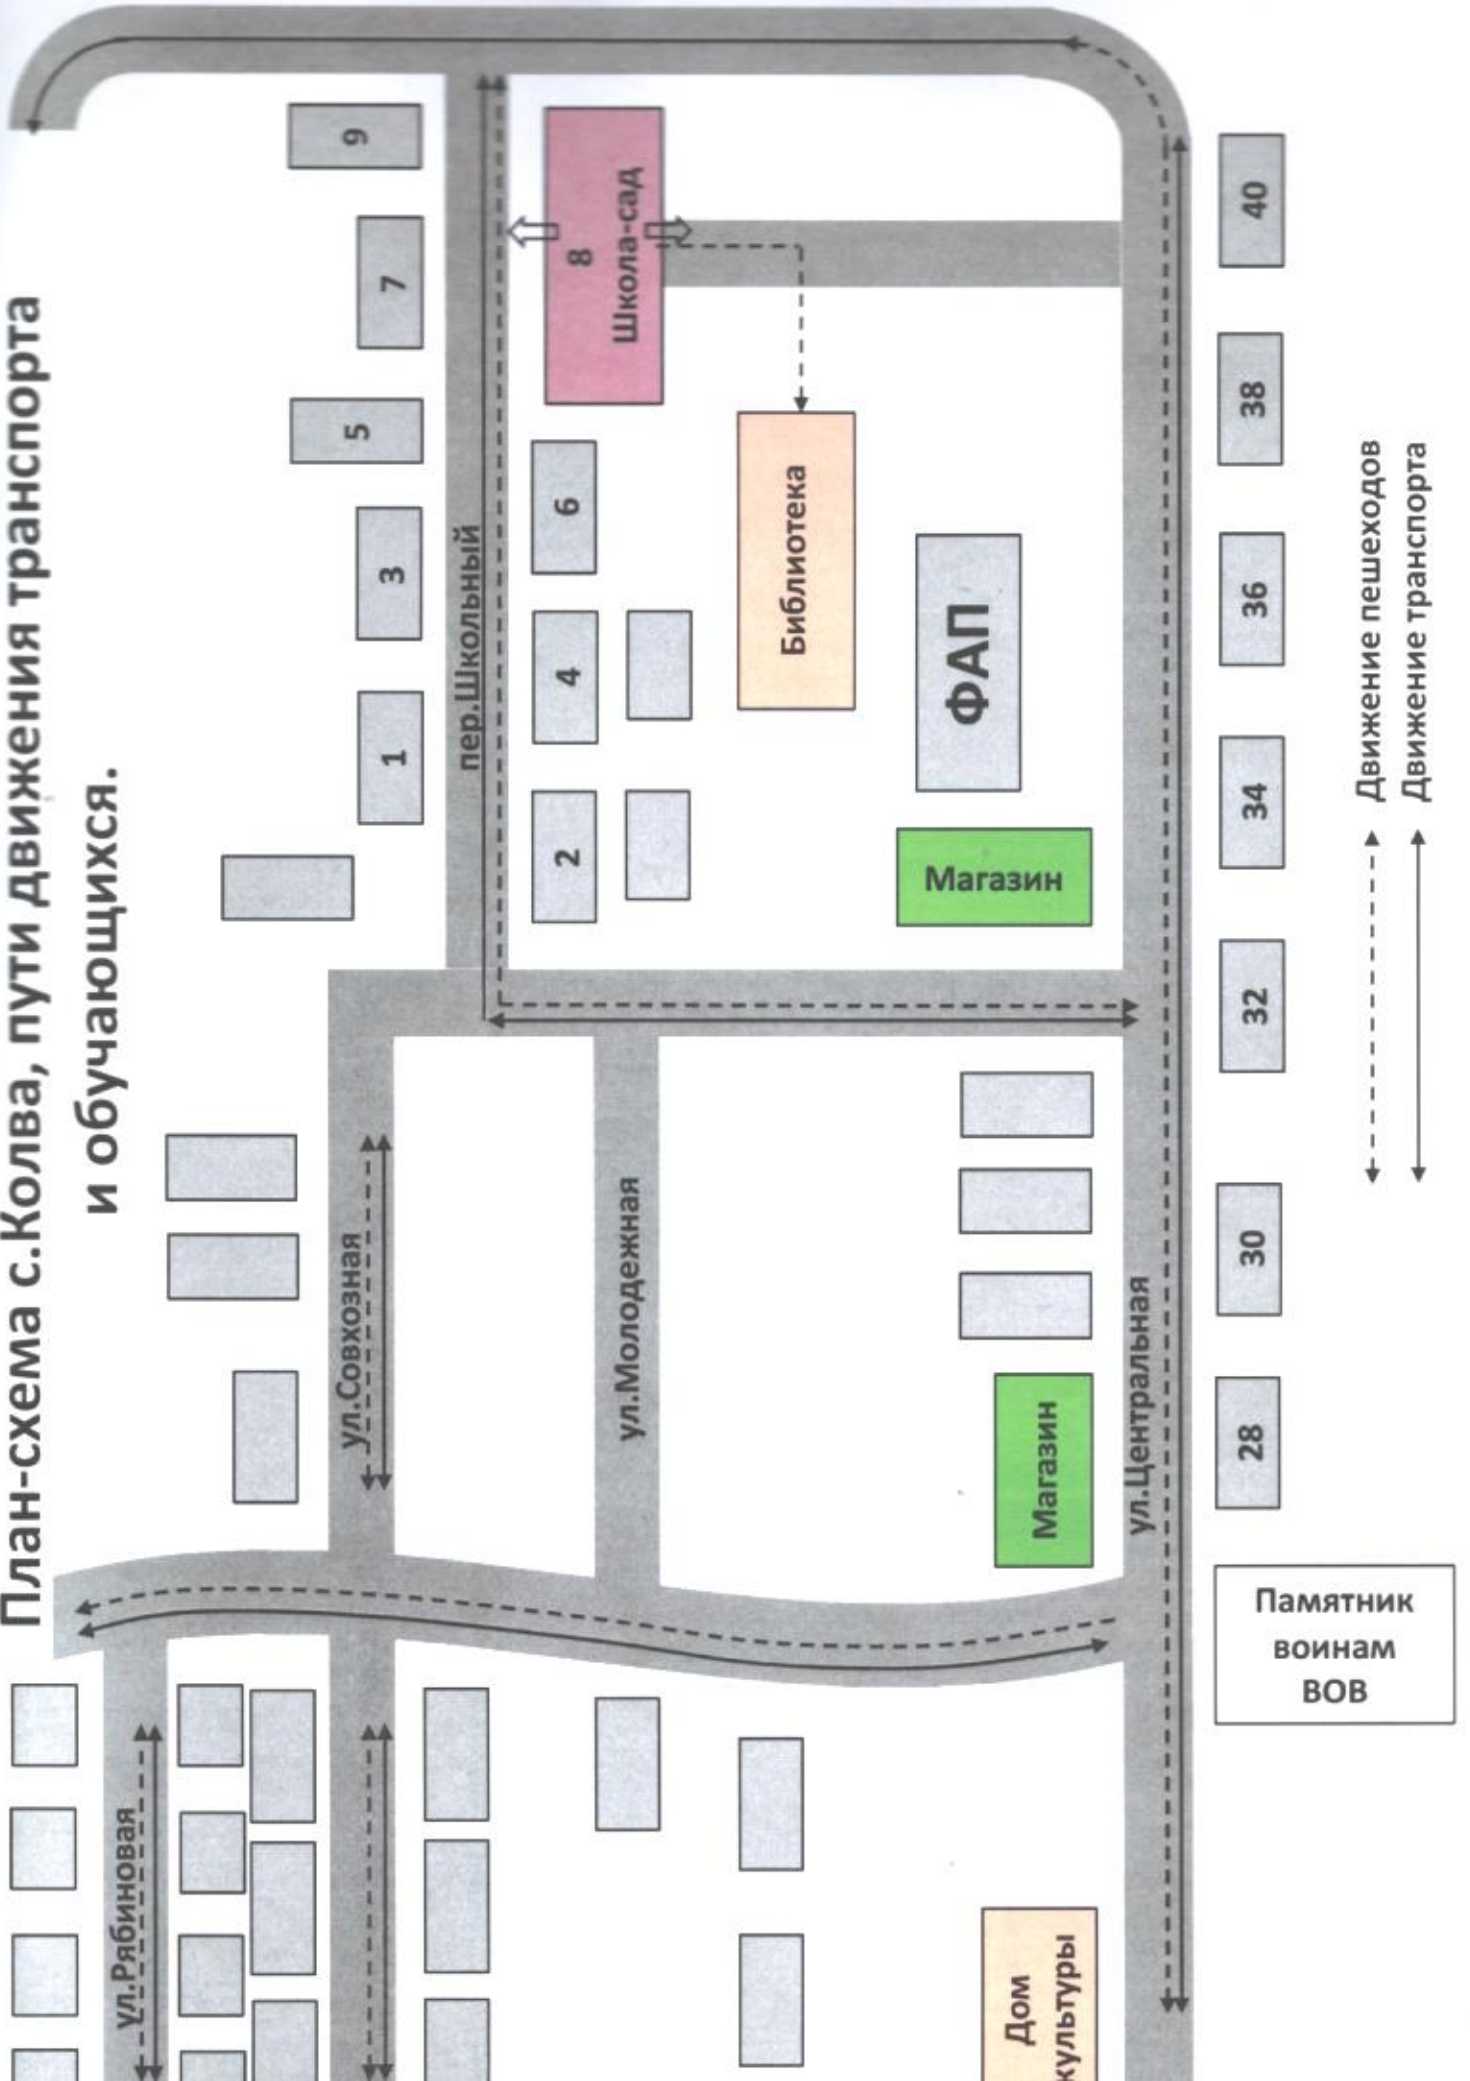 План-схема с.Колва, пути движения транспорта
и обучающихся.
ул.Рябиновая
ул.Совхозная
ул.Молодежная
пер.Школьный
1
3
5
7
9
2
4
6
8
Школа-сад
Библиотека
ФАП
Магазин
Магазин
Дом
культуры
ул.Центральная
Памятник
воинам
ВОВ
28
30
32
34
36
38
40
Движение пешеходов
Движение транспорта